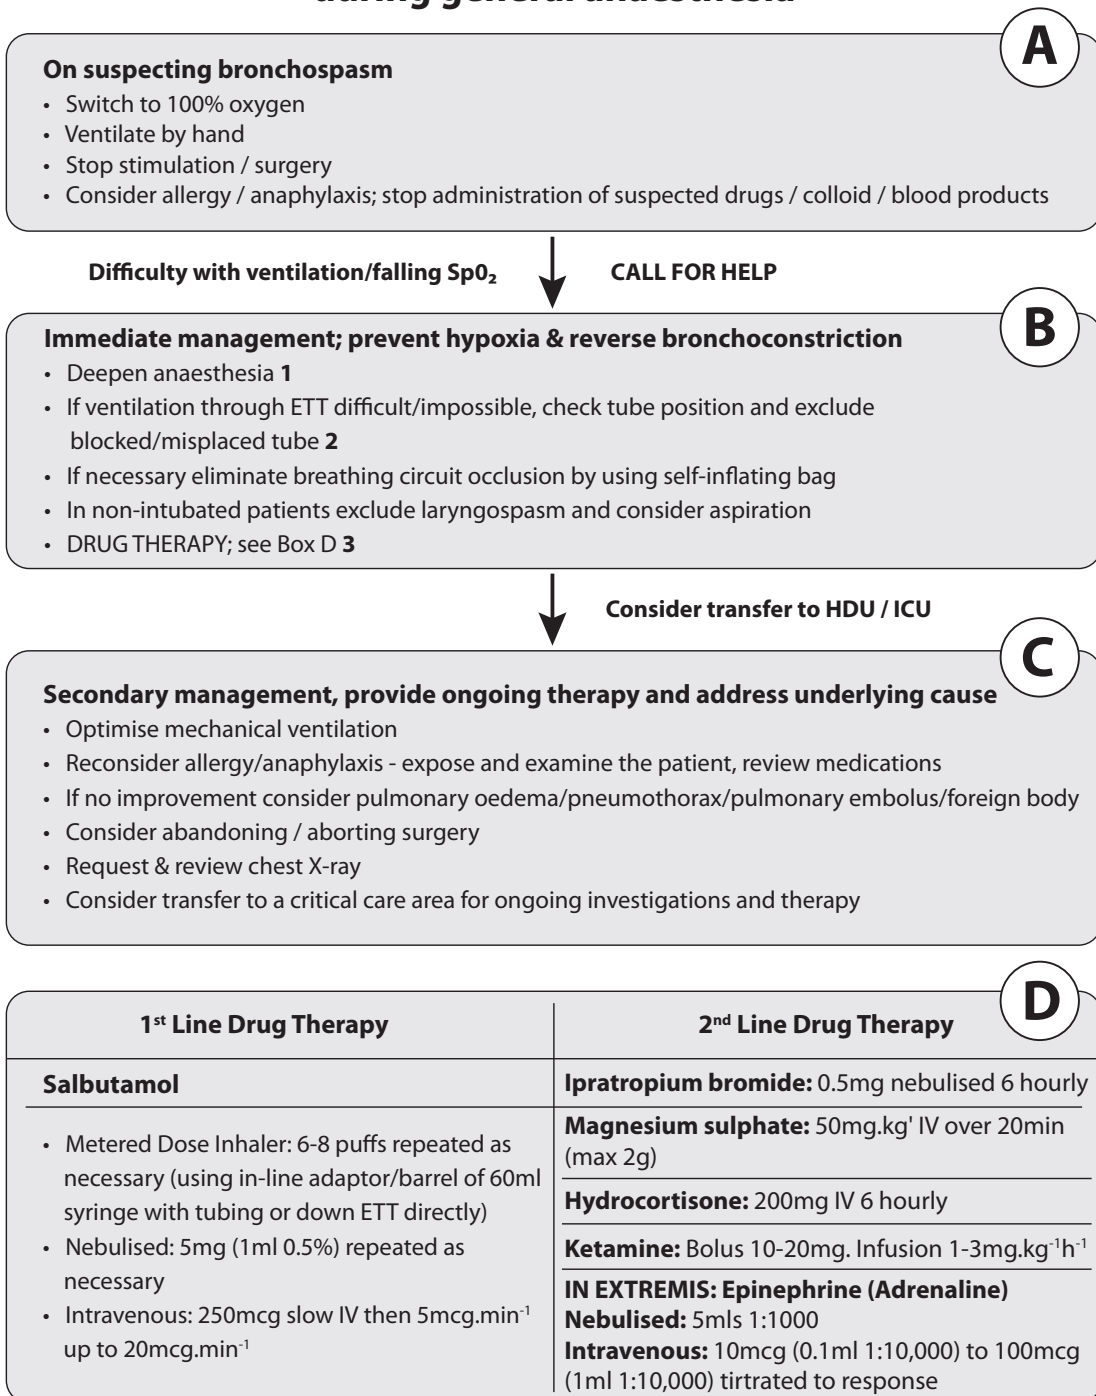 during general anaesthesia
A
On suspecting bronchospasm
• Switch to 100% oxygen
• Ventilate by hand
• Stop stimulation / surgery
• Consider allergy / anaphylaxis; stop administration of suspected drugs / colloid / blood products
Difficulty with ventilation/falling Sp0₂
CALL FOR HELP
B
Immediate management; prevent hypoxia & reverse bronchoconstriction
• Deepen anaesthesia 1
• If ventilation through ETT difficult/impossible, check tube position and exclude
blocked/misplaced tube 2
• If necessary eliminate breathing circuit occlusion by using self-inflating bag
• In non-intubated patients exclude laryngospasm and consider aspiration
• DRUG THERAPY; see Box D 3
Consider transfer to HDU / ICU
C
Secondary management, provide ongoing therapy and address underlying cause
• Optimise mechanical ventilation
• Reconsider allergy/anaphylaxis - expose and examine the patient, review medications
• If no improvement consider pulmonary oedema/pneumothorax/pulmonary embolus/foreign body
• Consider abandoning / aborting surgery
• Request & review chest X-ray
• Consider transfer to a critical care area for ongoing investigations and therapy
D
1st Line Drug Therapy
Salbutamol
• Metered Dose Inhaler: 6-8 puffs repeated as
necessary (using in-line adaptor/barrel of 60ml
syringe with tubing or down ETT directly)
• Nebulised: 5mg (1ml 0.5%) repeated as
necessary
• Intravenous: 250mcg slow IV then 5mcg.min⁻¹
up to 20mcg.min⁻¹
2nd Line Drug Therapy
Ipratropium bromide: 0.5mg nebulised 6 hourly
Magnesium sulphate: 50mg.kg' IV over 20min
(max 2g)
Hydrocortisone: 200mg IV 6 hourly
Ketamine: Bolus 10-20mg. Infusion 1-3mg.kg⁻¹h⁻¹
IN EXTREMIS: Epinephrine (Adrenaline)
Nebulised: 5mls 1:1000
Intravenous: 10mcg (0.1ml 1:10,000) to 100mcg
(1ml 1:10,000) tirtrated to response